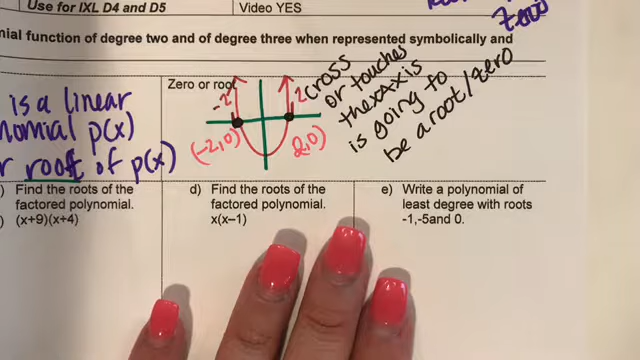 Use for IXL D4 and D5
Video YES
zero
nial function of degree two and of degree three when represented symbolically and
Zero or root
is a linear
nomial p(x)
r root of p(x)
-2
2
(-2,0)
2,0)
cross
or touches
the x Axis
is going to
be a root/zero
) Find the roots of the
factored polynomial.
) (x+9)(x+4)
d) Find the roots of the
factored polynomial.
x(x–1)
e) Write a polynomial of
least degree with roots
-1,-5and 0.